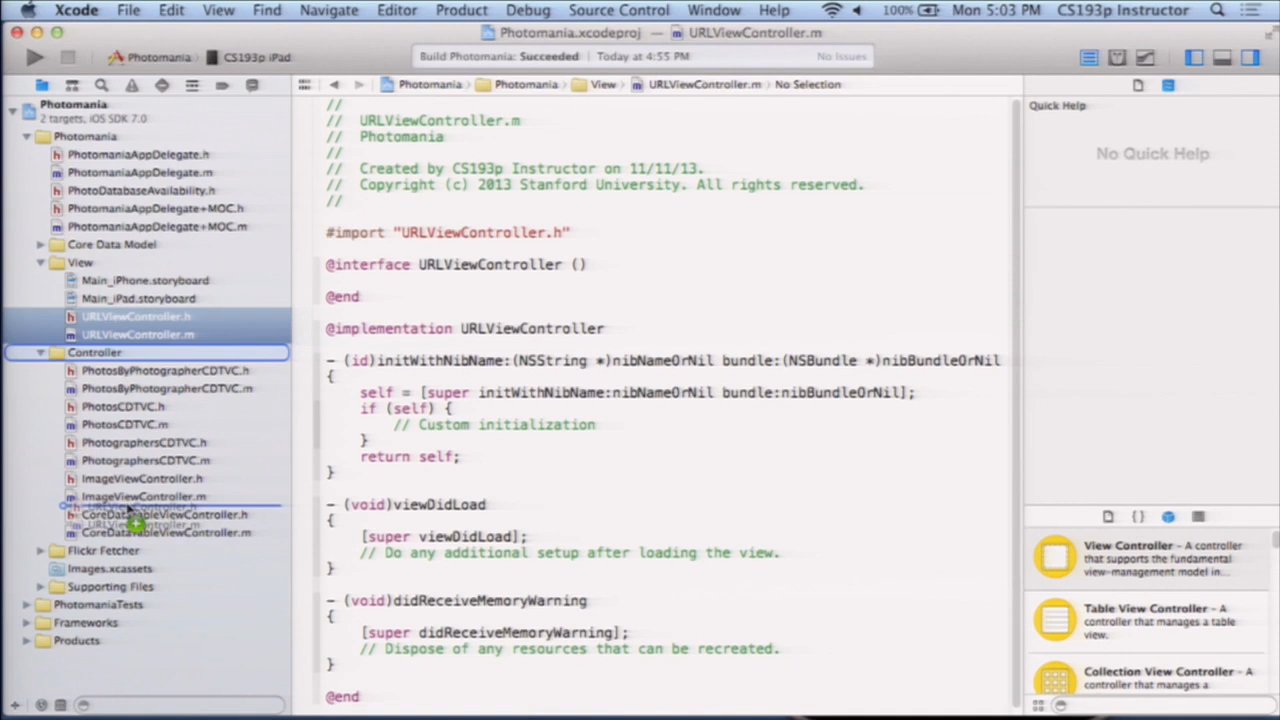 Xcode File Edit View Find Navigate Editor Product Debug Source Control Window Help 100% Mon 5:03 PM CS193p Instructor
Photomania.xcodeproj — URLViewController.m
Photomania CS193p iPad Build Photomania: Succeeded Today at 4:55 PM No Issues
Photomania Photomania View URLViewController.m No Selection
Photomania
2 targets, iOS SDK 7.0
Photomania
PhotomaniaAppDelegate.h
PhotomaniaAppDelegate.m
PhotoDatabaseAvailability.h
PhotomaniaAppDelegate+MOC.h
PhotomaniaAppDelegate+MOC.m
Core Data Model
View
Main_iPhone.storyboard
Main_iPad.storyboard
URLViewController.h
URLViewController.m
Controller
PhotosByPhotographerCDTVC.h
PhotosByPhotographerCDTVC.m
PhotosCDTVC.h
PhotosCDTVC.m
PhotographersCDTVC.h
PhotographersCDTVC.m
ImageViewController.h
ImageViewController.m
URLViewController.h
CoreDataTableViewController.h
URLViewController.m
CoreDataTableViewController.m
Flickr Fetcher
Images.xcassets
Supporting Files
PhotomaniaTests
Frameworks
Products
//
// URLViewController.m
// Photomania
//
// Created by CS193p Instructor on 11/11/13.
// Copyright (c) 2013 Stanford University. All rights reserved.
//
#import "URLViewController.h"
@interface URLViewController ()
@end
@implementation URLViewController
- (id)initWithNibName:(NSString *)nibNameOrNil bundle:(NSBundle *)nibBundleOrNil
{
self = [super initWithNibName:nibNameOrNil bundle:nibBundleOrNil];
if (self) {
// Custom initialization
}
return self;
}
- (void)viewDidLoad
{
[super viewDidLoad];
// Do any additional setup after loading the view.
}
- (void)didReceiveMemoryWarning
{
[super didReceiveMemoryWarning];
// Dispose of any resources that can be recreated.
}
@end
Quick Help
No Quick Help
View Controller - A controller
that supports the fundamental
view-management model in...
Table View Controller - A
controller that manages a table
view.
Collection View Controller - A
controller that manages a